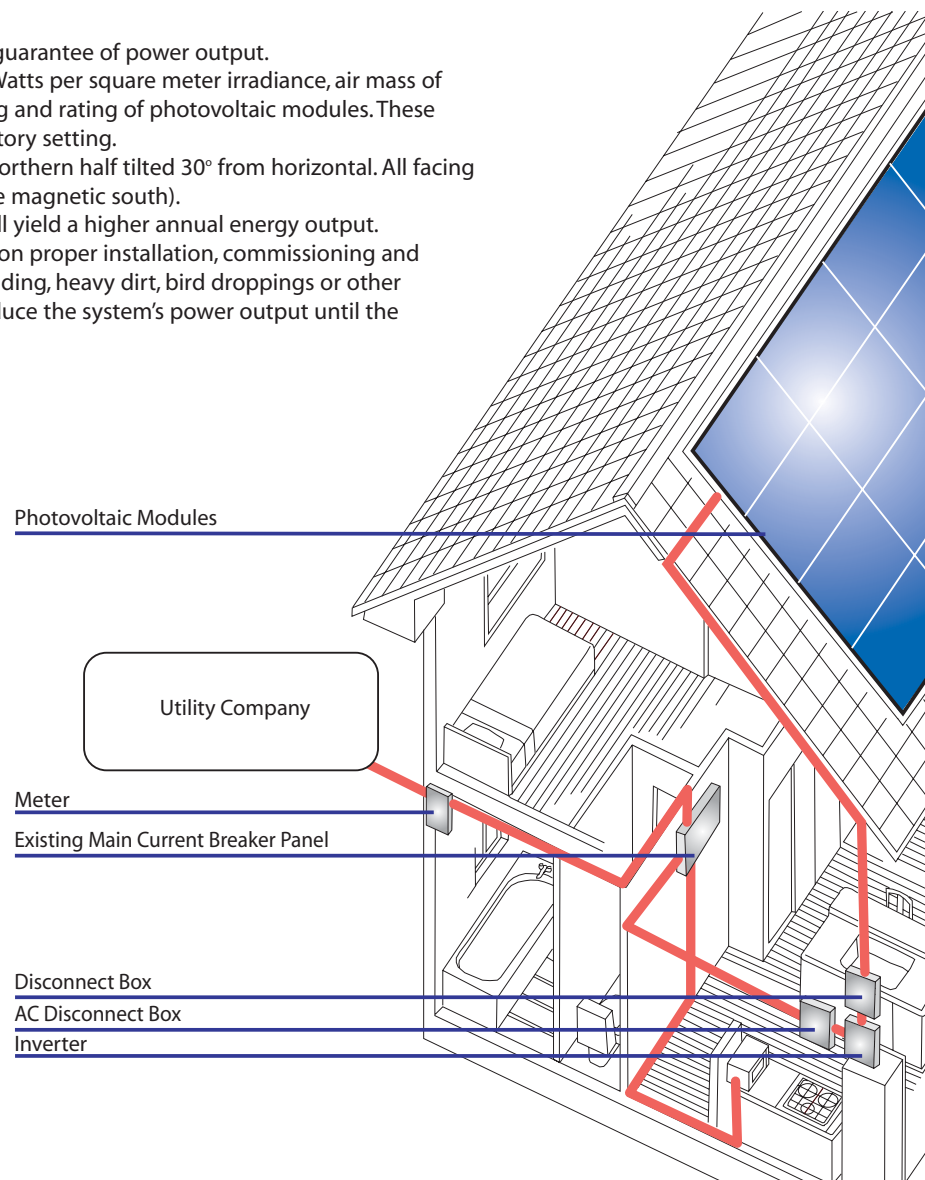 guarantee of power output.
Watts per square meter irradiance, air mass of
g and rating of photovoltaic modules. These
tory setting.
orthern half tilted 30° from horizontal. All facing
e magnetic south).
ll yield a higher annual energy output.
on proper installation, commissioning and
ding, heavy dirt, bird droppings or other
duce the system's power output until the
Photovoltaic Modules
Utility Company
Meter
Existing Main Current Breaker Panel
Disconnect Box
AC Disconnect Box
Inverter